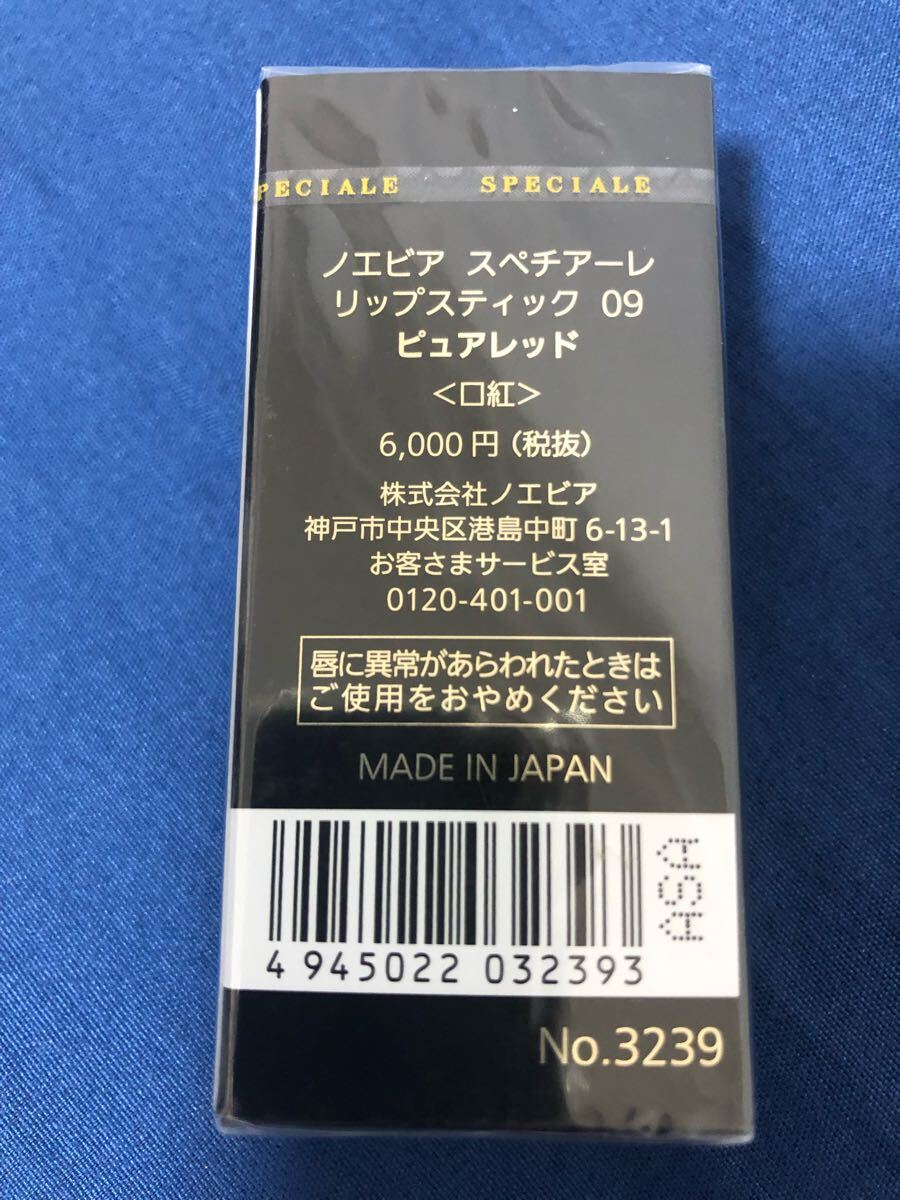 PECIALE SPECIALE
ノエビア スペチアーレ
リップスティック 09
ピュアレッド
<口紅>
6,000円(税抜)
株式会社ノエビア
神戸市中央区港島中町6-13-1
お客さまサービス室
0120-401-001
唇に異常があらわれたときは
ご使用をおやめください
MADE IN JAPAN
ASA
4 945022 032393
No.3239